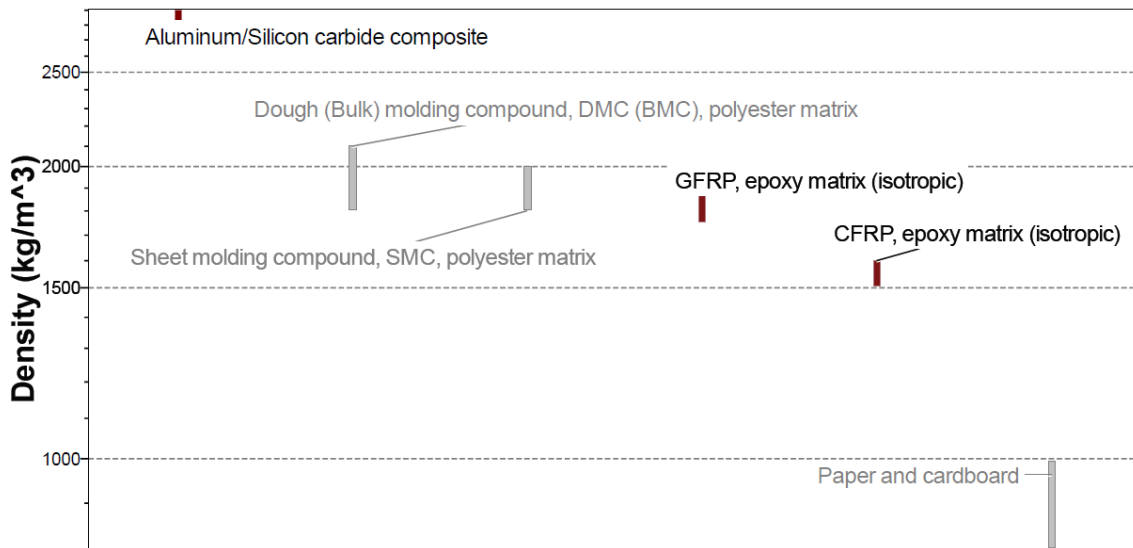 Aluminum/Silicon carbide composite
2500
Dough (Bulk) molding compound, DMC (BMC), polyester matrix
2000
GFRP, epoxy matrix (isotropic)
CFRP, epoxy matrix (isotropic)
Sheet molding compound, SMC, polyester matrix
1500
Density (kg/m^3)
1000
Paper and cardboard